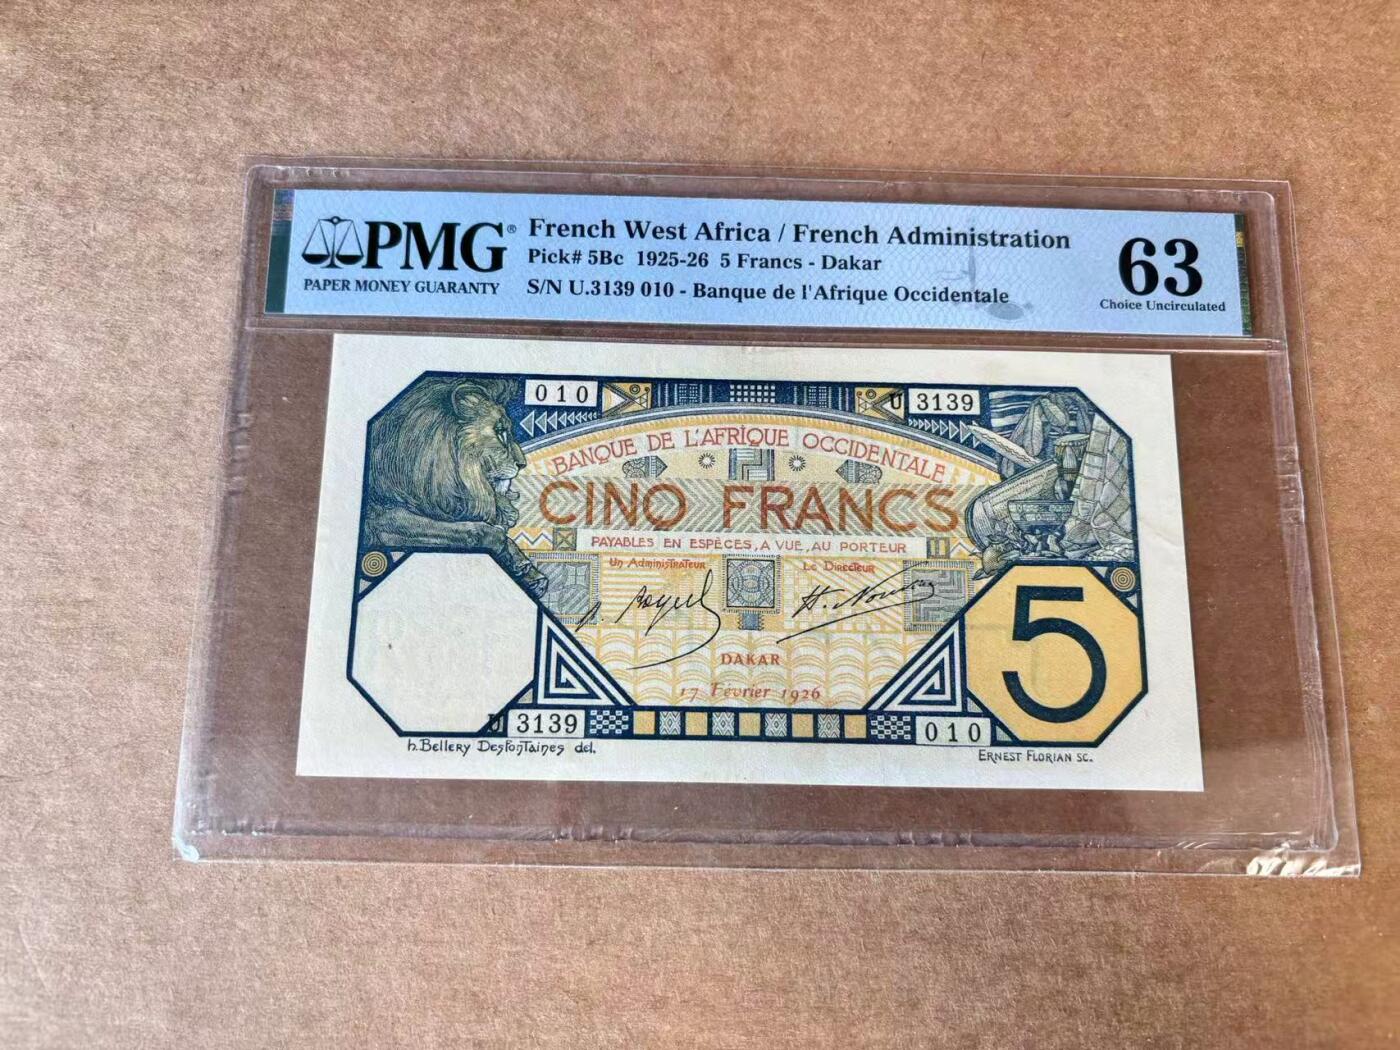 PMG®
PAPER MONEY GUARANTY
French West Africa / French Administration
Pick# 5Bc 1925-26 5 Francs - Dakar
S/N U.3139 010 - Banque de l'Afrique Occidentale
63
Choice Uncirculated
010
U 3139
BANQUE DE L'AFRIQUE OCCIDENTALE
CINQ FRANCS
PAYABLES EN ESPÈCES, A VUE, AU PORTEUR
Un Administrateur
Le Directeur
5
DAKAR
17 Février 1926
U 3139
010
h. Bellery Desfontaines del.
ERNEST FLORIAN SC.